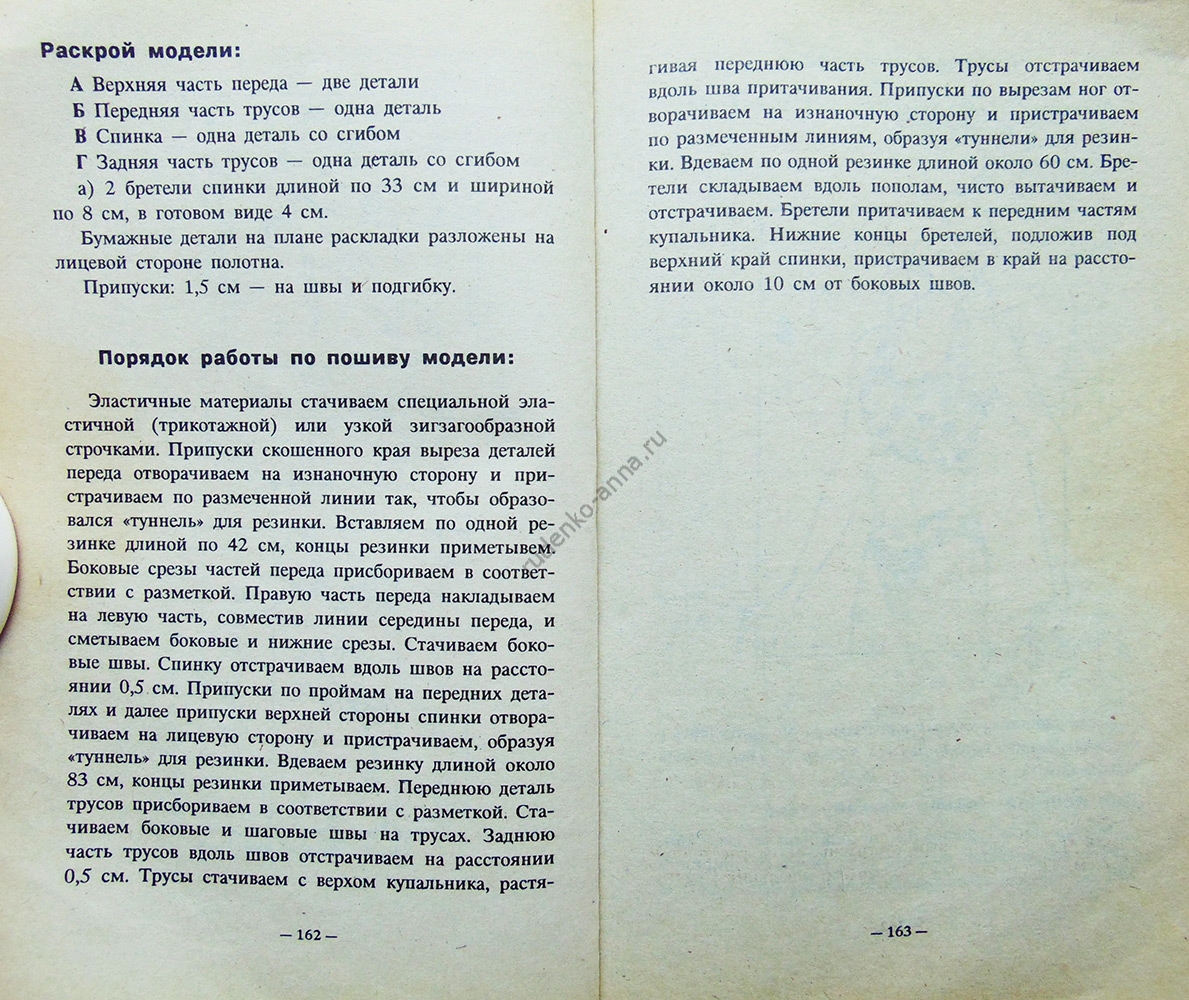 Раскрой модели:
А Верхняя часть переда — две детали
Б Передняя часть трусов — одна деталь
В Спинка — одна деталь со сгибом
Г Задняя часть трусов — одна деталь со сгибом
а) 2 бретели спинки длиной по 33 см и шириной
по 8 см, в готовом виде 4 см.
Бумажные детали на плане раскладки разложены на
лицевой стороне полотна.
Припуски: 1,5 см — на швы и подгибку.
Порядок работы по пошиву модели:
Эластичные материалы стачиваем специальной эла-
стичной (трикотажной) или узкой зигзагообразной
строчками. Припуски скошенного края выреза деталей
переда отворачиваем на изнаночную сторону и при-
страчиваем по размеченной линии так, чтобы образо-
вался «туннель» для резинки. Вставляем по одной ре-
зинке длиной по 42 см, концы резинки приметывем.
Боковые срезы частей переда присбориваем в соответ-
ствии с разметкой. Правую часть переда накладываем
на левую часть, совместив линии середины переда, и
сметываем боковые и нижние срезы. Стачиваем боко-
вые швы. Спинку отстрачиваем вдоль швов на рассто-
янии 0,5 см. Припуски по проймам на передних дета-
лях и далее припуски верхней стороны спинки отвора-
чиваем на лицевую сторону и пристрачиваем, образуя
«туннель» для резинки. Вдеваем резинку длиной около
83 см, концы резинки приметываем. Переднюю деталь
трусов присбориваем в соответствии с разметкой. Ста-
чиваем боковые и шаговые швы на трусах. Заднюю
часть трусов вдоль швов отстрачиваем на расстоянии
0,5 см. Трусы стачиваем с верхом купальника, растя-
— 162 —
гивая переднюю часть трусов. Трусы отстрачиваем
вдоль шва притачивания. Припуски по вырезам ног от-
ворачиваем на изнаночную сторону и пристрачиваем
по размеченным линиям, образуя «туннели» для резин-
ки. Вдеваем по одной резинке длиной около 60 см. Бре-
тели складываем вдоль пополам, чисто вытачиваем и
отстрачиваем. Бретели притачиваем к передним частям
купальника. Нижние концы бретелей, подложив под
верхний край спинки, пристрачиваем в край на рассто-
янии около 10 см от боковых швов.
— 163 —
rudenko-anna.ru